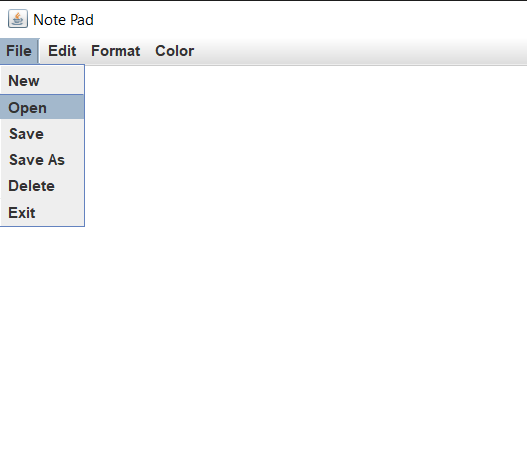 Note Pad
File Edit Format Color
New
Open
Save
Save As
Delete
Exit